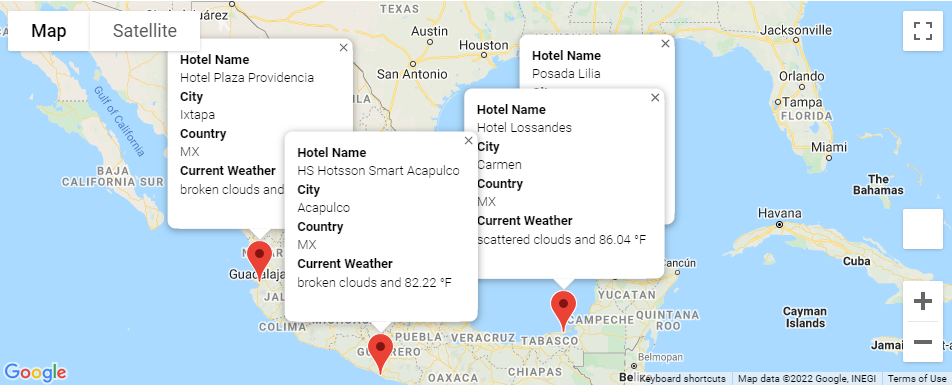 Map
Satellite
Hotel Name
Hotel Plaza Providencia
City
Ixtapa
Country
MX
Current Weather
broken clouds and
Hotel Name
HS Hotsson Smart Acapulco
City
Acapulco
Country
MX
Current Weather
broken clouds and 82.22 °F
Hotel Name
Posada Lilia
Hotel Name
Hotel Lossandes
City
Carmen
Country
MX
Current Weather
scattered clouds and 86.04 °F
Austin
Houston
San Antonio
Jacksonville
Orlando
Tampa
FLORIDA
Miami
The
Bahamas
Havana
Cuba
Cayman
Islands
Gulf of California
BAJA
CALIFORNIA SUR
COLIMA
GUERRERO
PUEBLA
VERACRUZ
OAXACA
TABASCO
CHIAPAS
CAMPECHE
YUCATAN
QUINTANA
ROO
Belmopan
Google
Keyboard shortcuts
Map data ©2022 Google, INEGI
Terms of Use